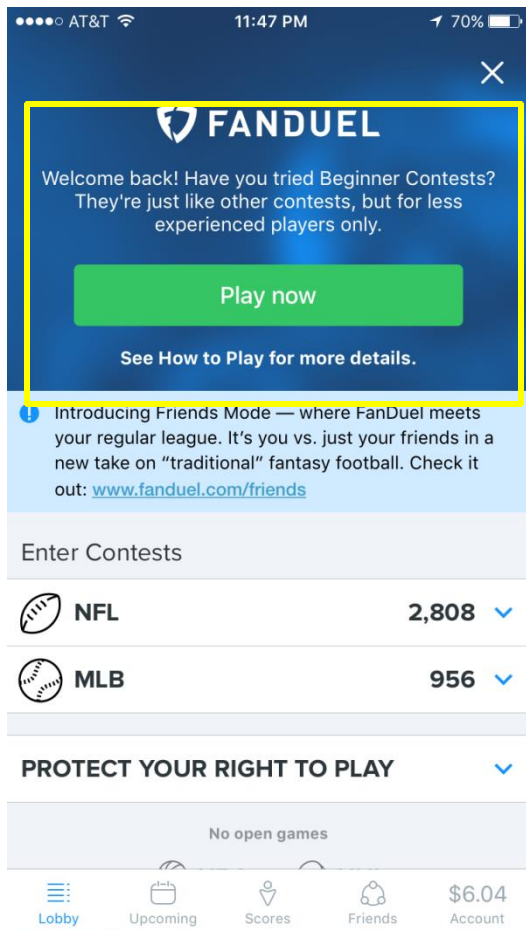 AT&T 11:47 PM 70%
FANDUEL
Welcome back! Have you tried Beginner Contests?
They're just like other contests, but for less
experienced players only.
Play now
See How to Play for more details.
Introducing Friends Mode — where FanDuel meets
your regular league. It's you vs. just your friends in a
new take on “traditional” fantasy football. Check it
out: www.fanduel.com/friends
Enter Contests
NFL 2,808
MLB 956
PROTECT YOUR RIGHT TO PLAY
No open games
Lobby Upcoming Scores Friends $6.04 Account